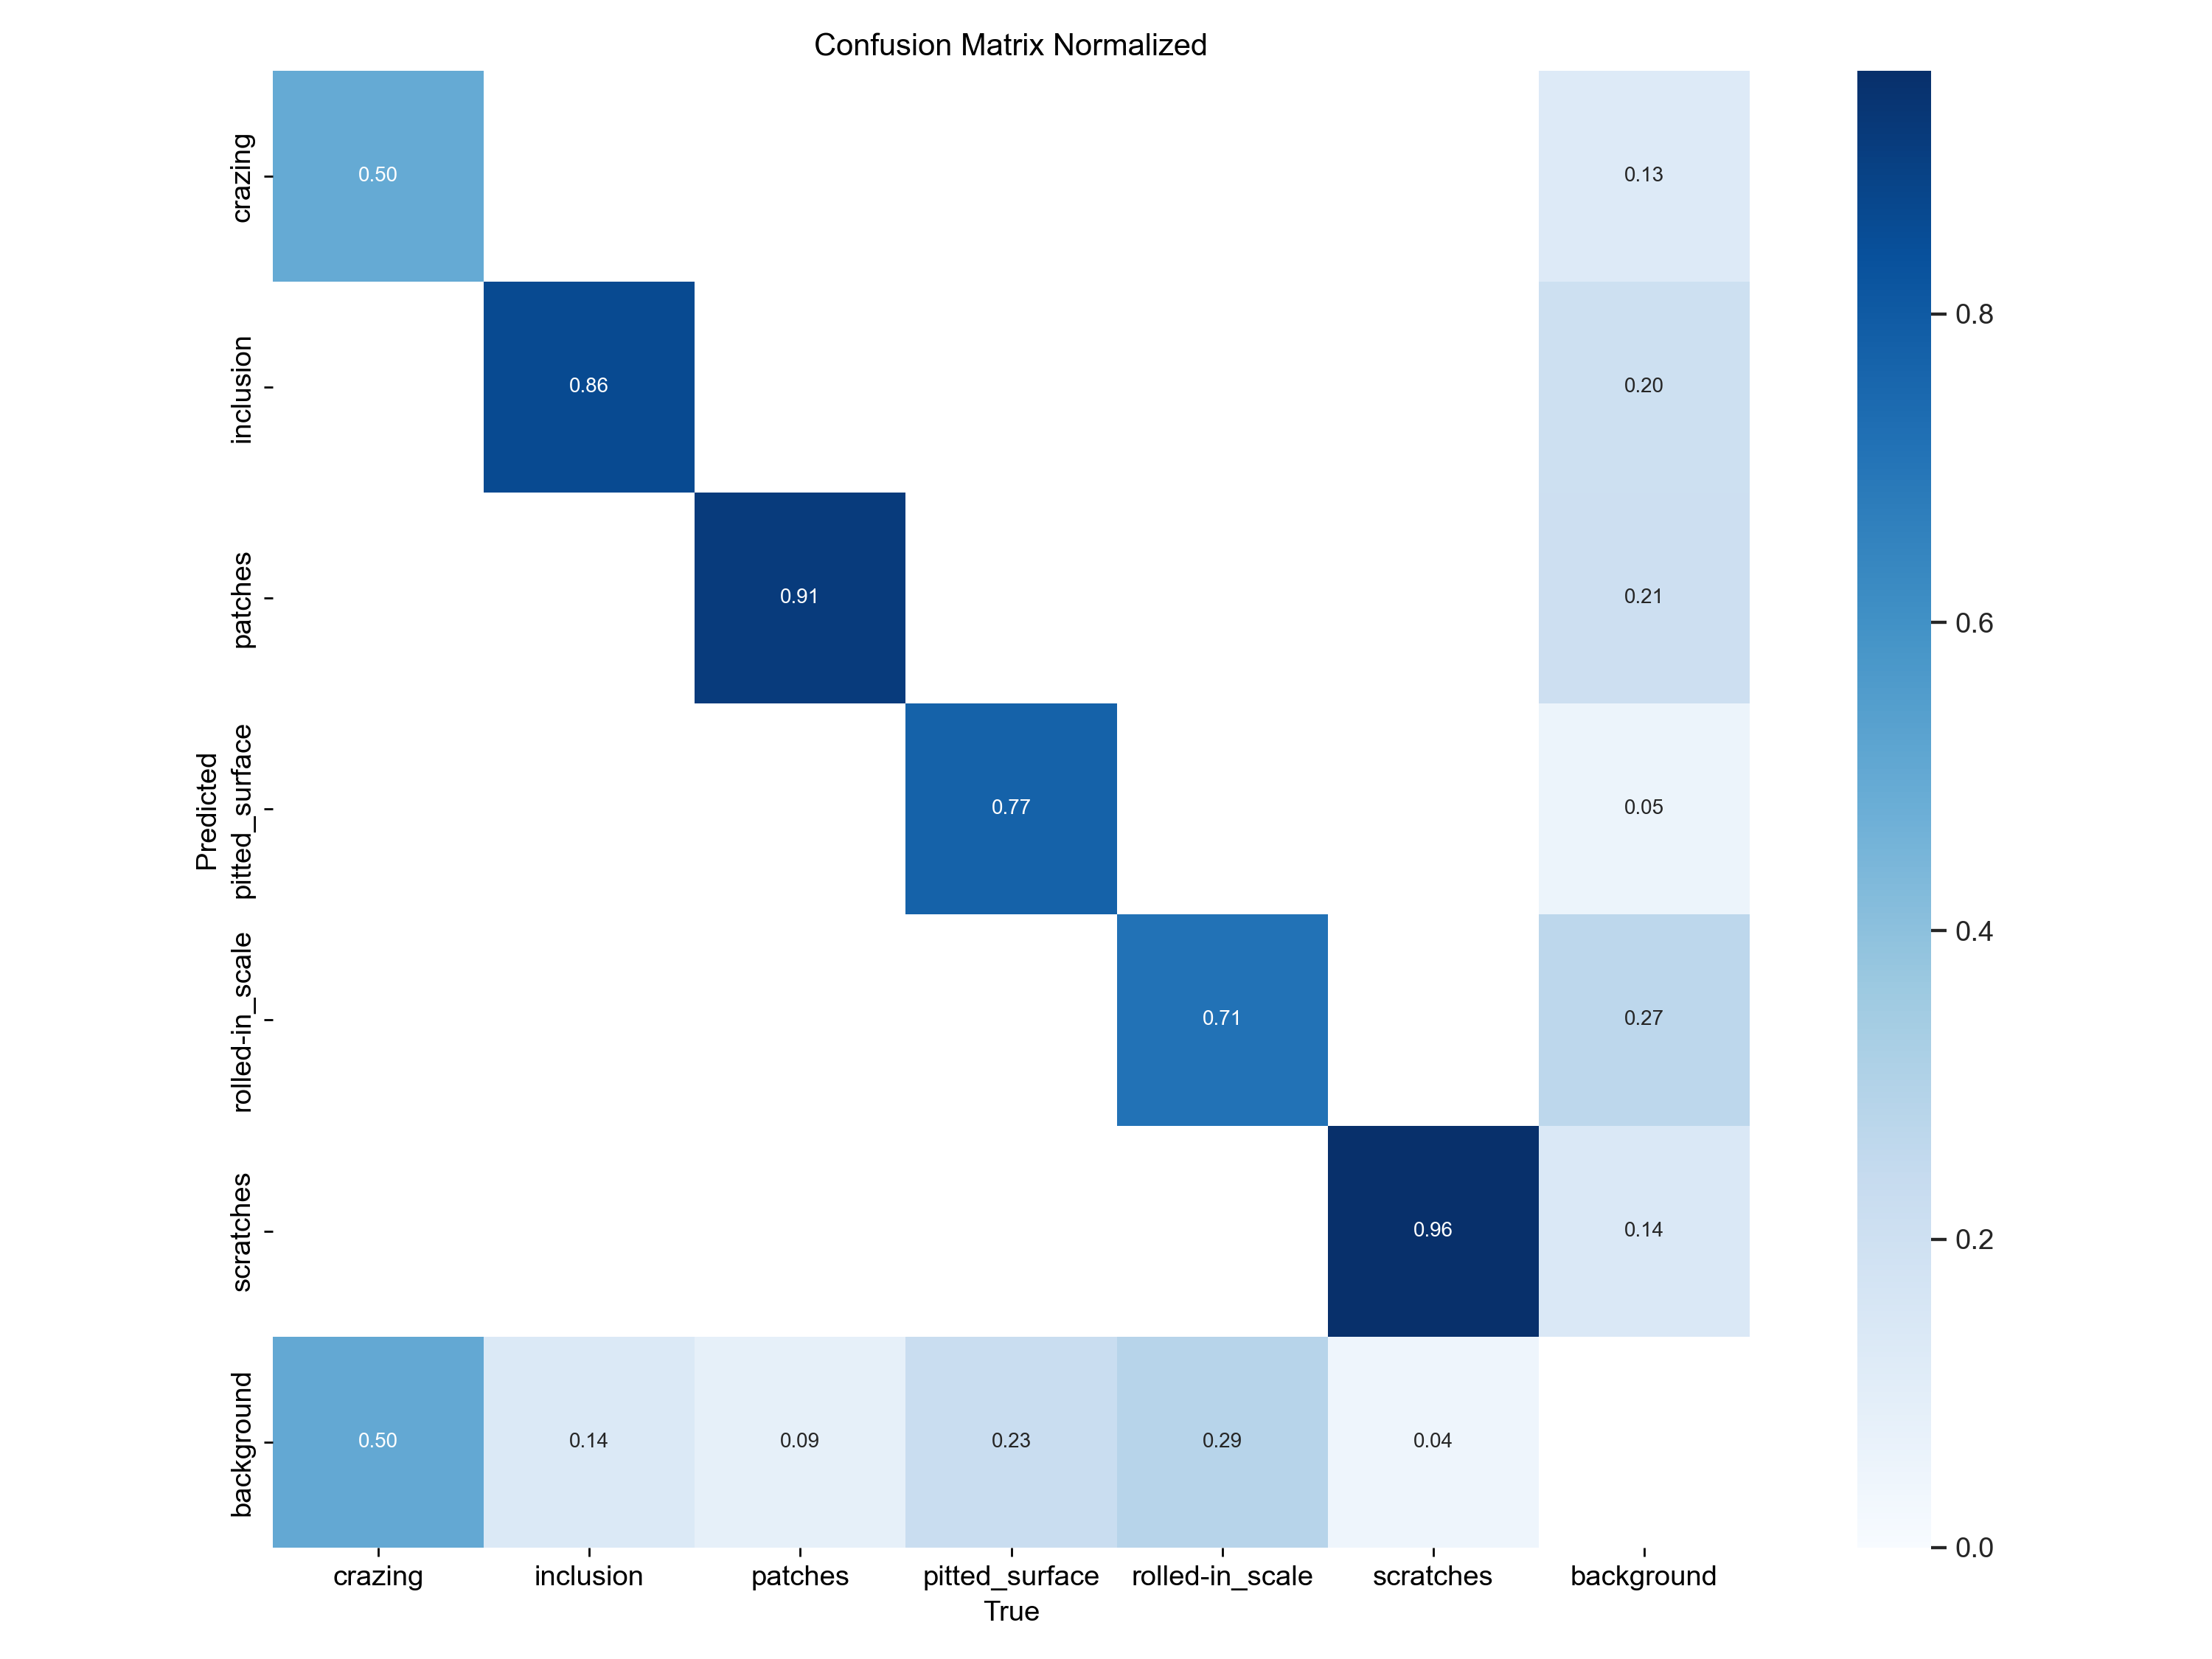 Confusion Matrix Normalized
Predicted
crazing
0.50
0.13
inclusion
0.86
0.20
patches
0.91
0.21
pitted_surface
0.77
0.05
rolled-in_scale
0.71
0.27
scratches
0.96
0.14
background
0.50
0.14
0.09
0.23
0.29
0.04
crazing
inclusion
patches
pitted_surface
rolled-in_scale
scratches
background
True
0.8
0.6
0.4
0.2
0.0